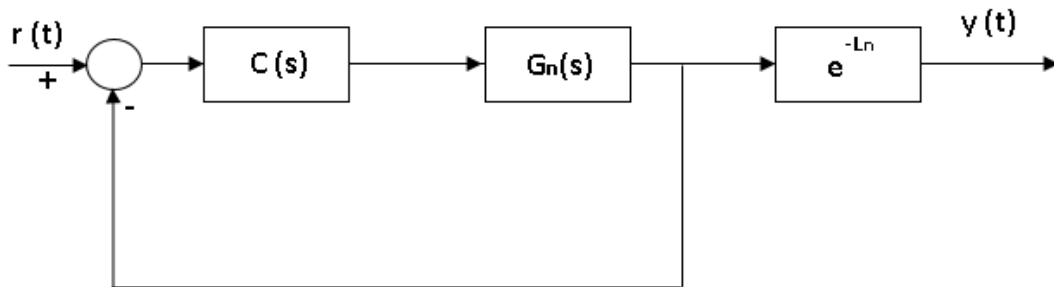 r (t)
+
-
C (s)
Gn(s)
e^-Ln
y (t)